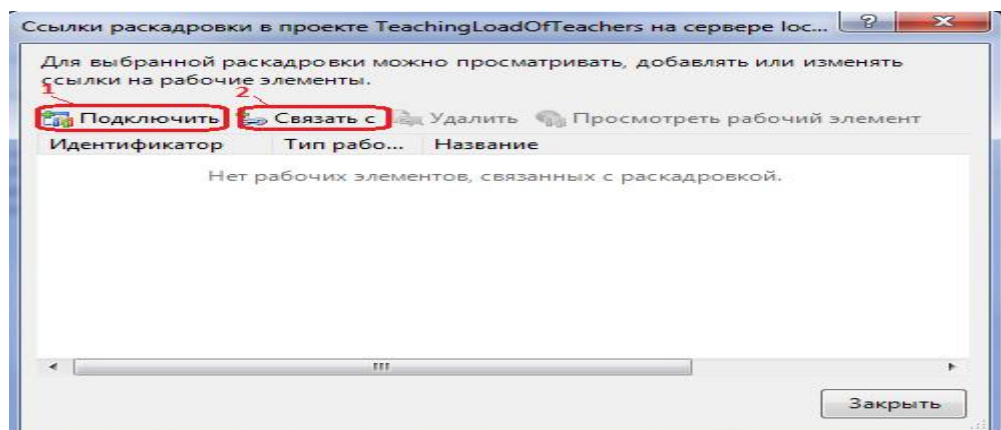 Ссылки раскадровки в проекте TeachingLoadOfTeachers на сервере loc...
Для выбранной раскадровки можно просматривать, добавлять или изменять
ссылки на рабочие элементы.
1 2
Подключить Связать с Удалить Просмотреть рабочий элемент
Идентификатор Тип рабо... Название
Нет рабочих элементов, связанных с раскадровкой.
Закрыть